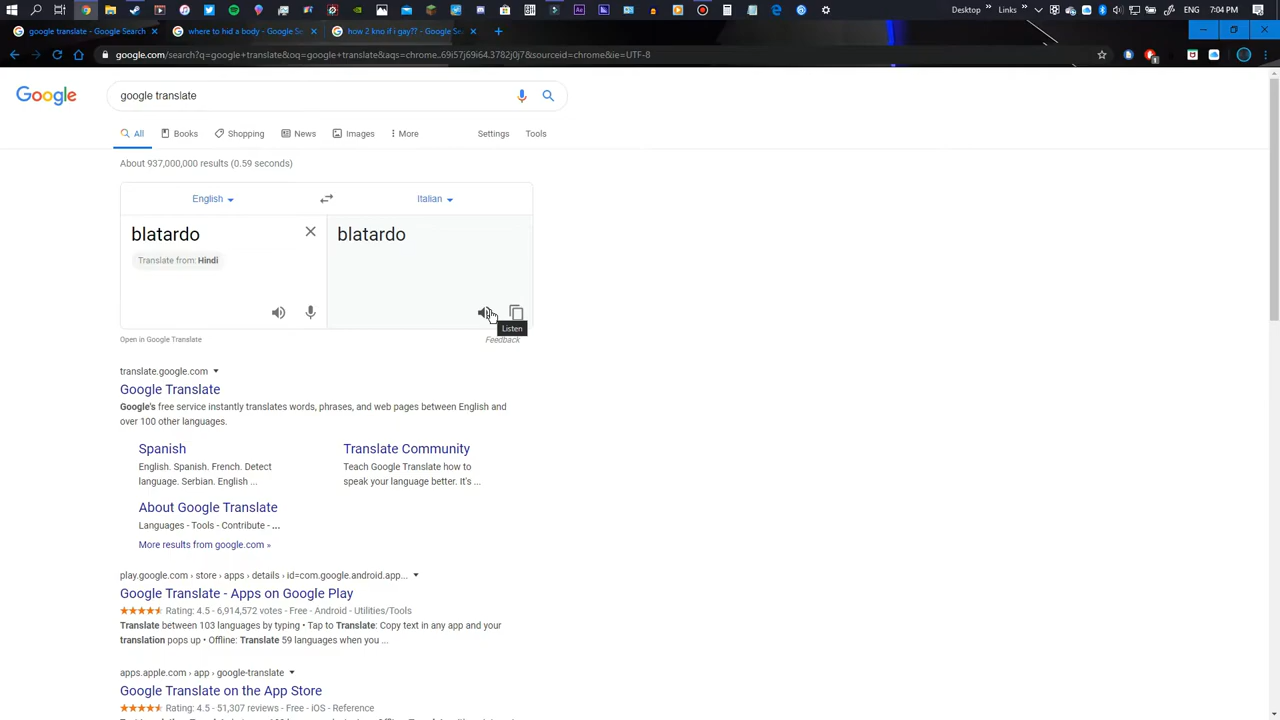 Desktop »
Links »
7:04 PM
google translate - Google Search
where to hid a body - Google Se
how 2 kno if i gay?? - Google Sea
google.com/search?q=google+translate&oq=google+translate&aqs=chrome..69i57j69i64.3782j0j7&sourceid=chrome&ie=UTF-8
Google
google translate
All
Books
Shopping
News
Images
More
Settings
Tools
About 937,000,000 results (0.59 seconds)
English
Italian
blatardo
blatardo
Translate from: Hindi
Listen
Open in Google Translate
Feedback
translate.google.com
Google Translate
Google's free service instantly translates words, phrases, and web pages between English and
over 100 other languages.
Spanish
English. Spanish. French. Detect
language. Serbian. English ...
Translate Community
Teach Google Translate how to
speak your language better. It's ...
About Google Translate
Languages - Tools - Contribute - ...
More results from google.com »
play.google.com › store › apps › details › id=com.google.android.app...
Google Translate - Apps on Google Play
Rating: 4.5 - 6,914,572 votes - Free - Android - Utilities/Tools
Translate between 103 languages by typing • Tap to Translate: Copy text in any app and your
translation pops up • Offline: Translate 59 languages when you ...
apps.apple.com › app › google-translate
Google Translate on the App Store
Rating: 4.5 - 51,307 reviews - Free - iOS - Reference